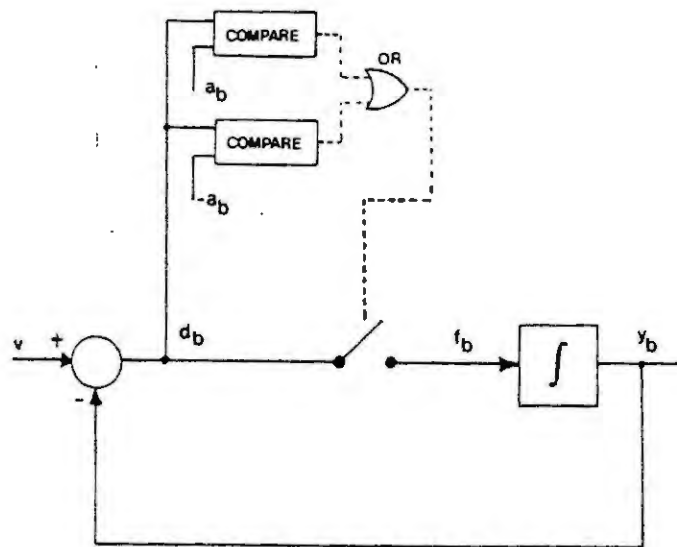 COMPARE
OR
a_b
COMPARE
-a_b
v
+
d_b
f_b
∫
y_b
-